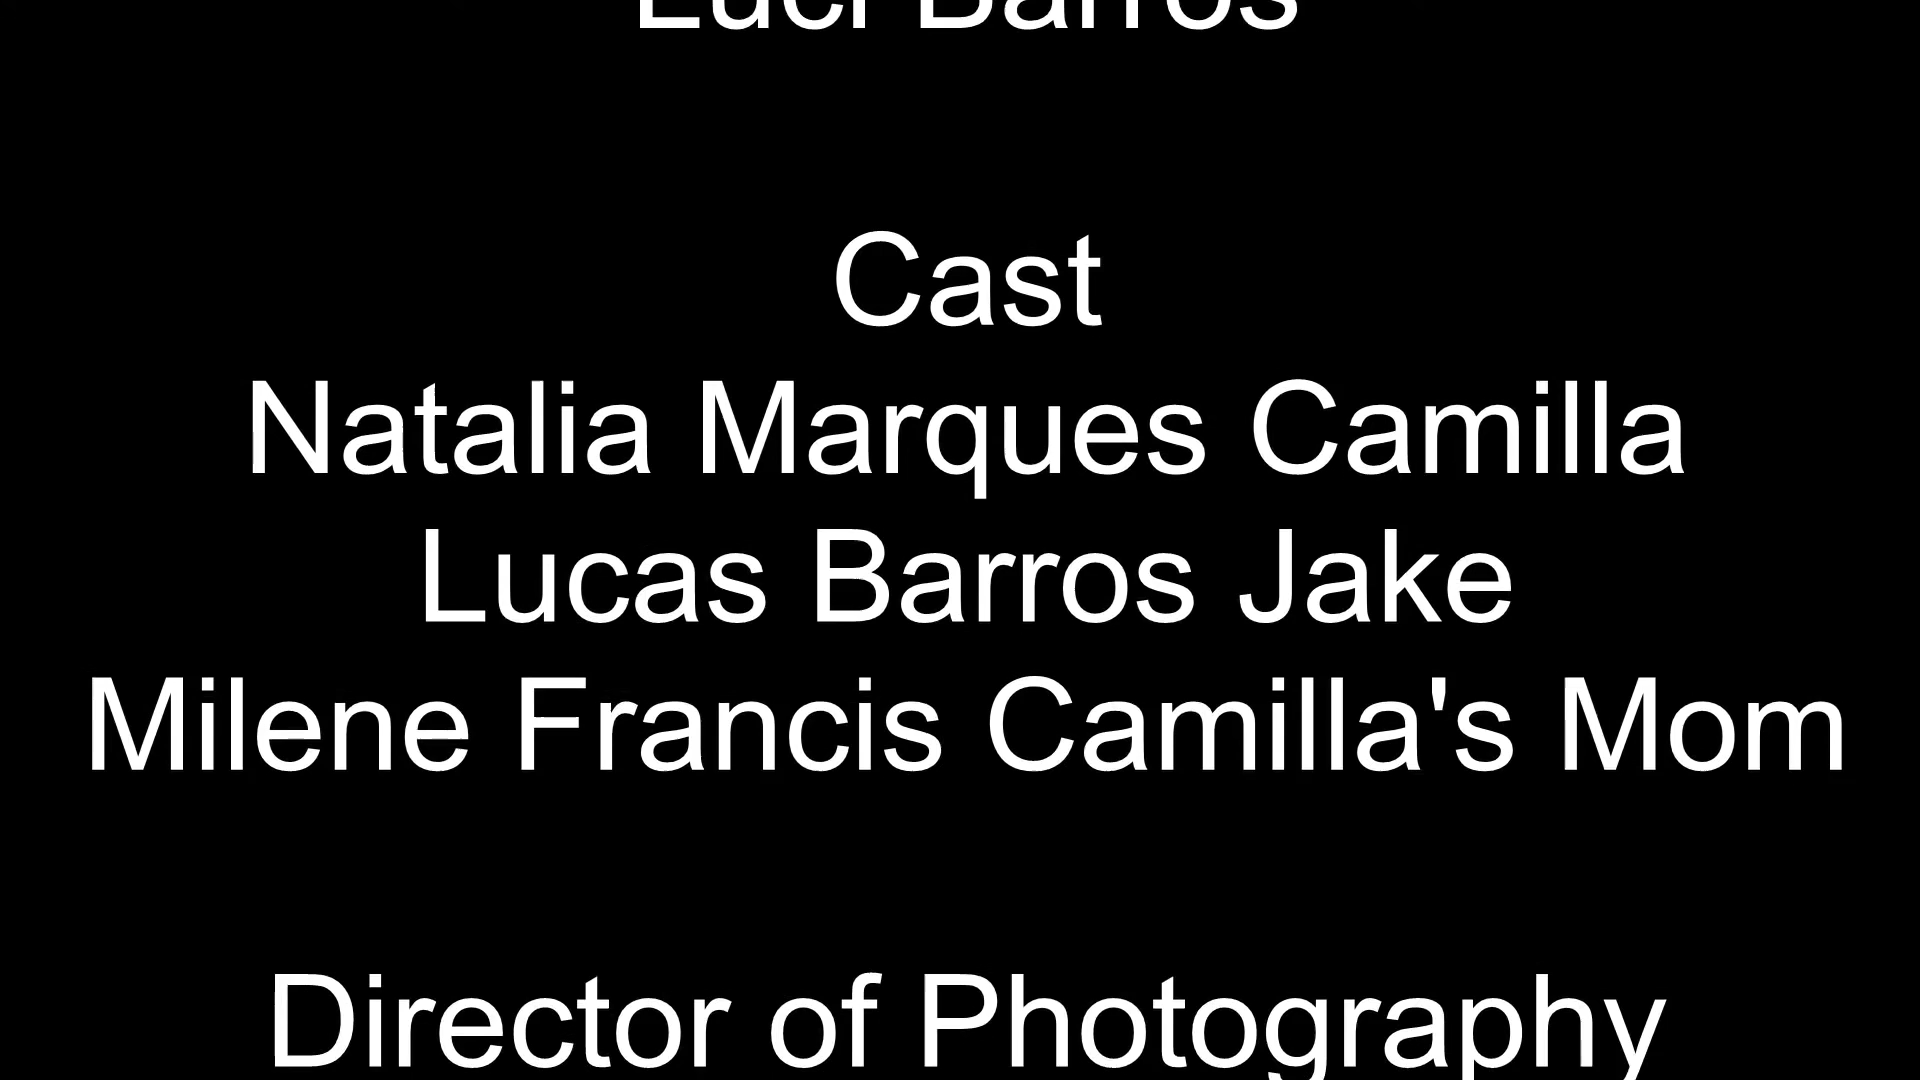 Luci Barros
Cast
Natalia Marques Camilla
Lucas Barros Jake
Milene Francis Camilla's Mom
Director of Photography